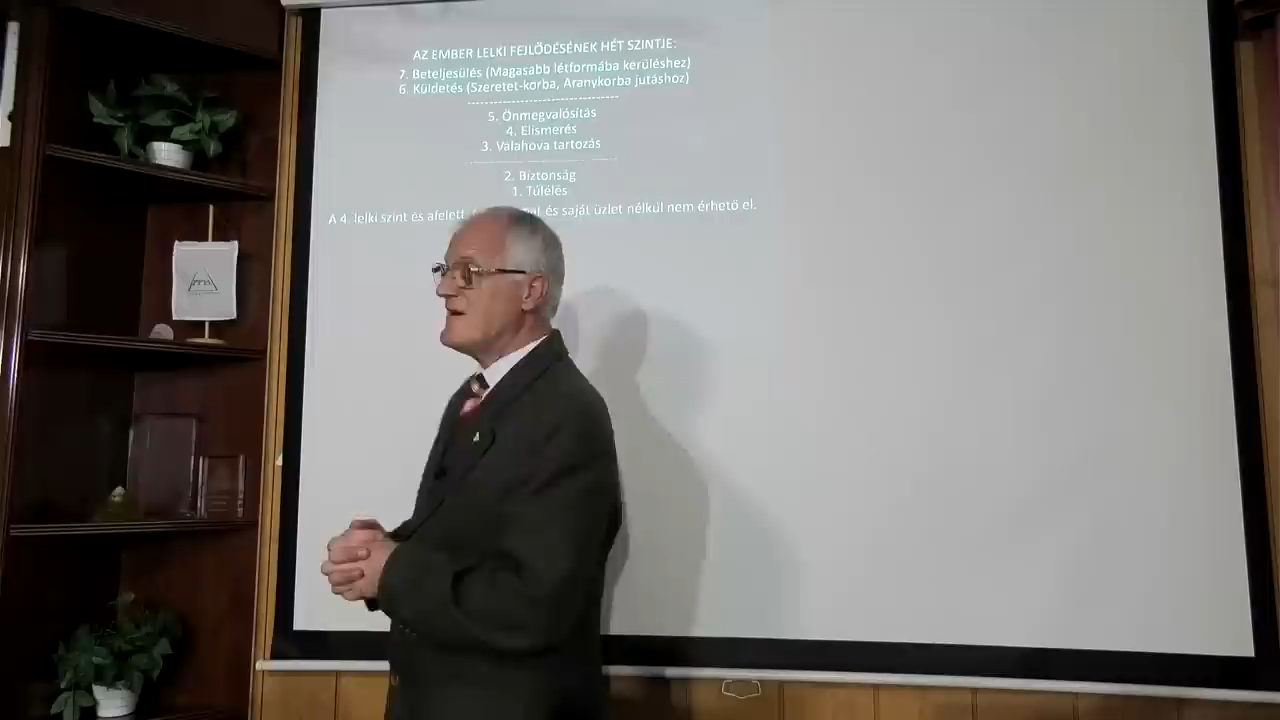 AZ EMBER LELKI FEJLŐDÉSÉNEK HÉT SZINTJE:
7. Beteljesülés (Magasabb létformába kerüléshez)
6. Küldetés (Szeretet-korba, Aranykorba jutáshoz)
5. Önmegvalósítás
4. Elismerés
3. Valahova tartozás
2. Biztonság
1. Túlélés
A 4. lelki szint és afelett és saját üzlet nélkül nem érhető el.